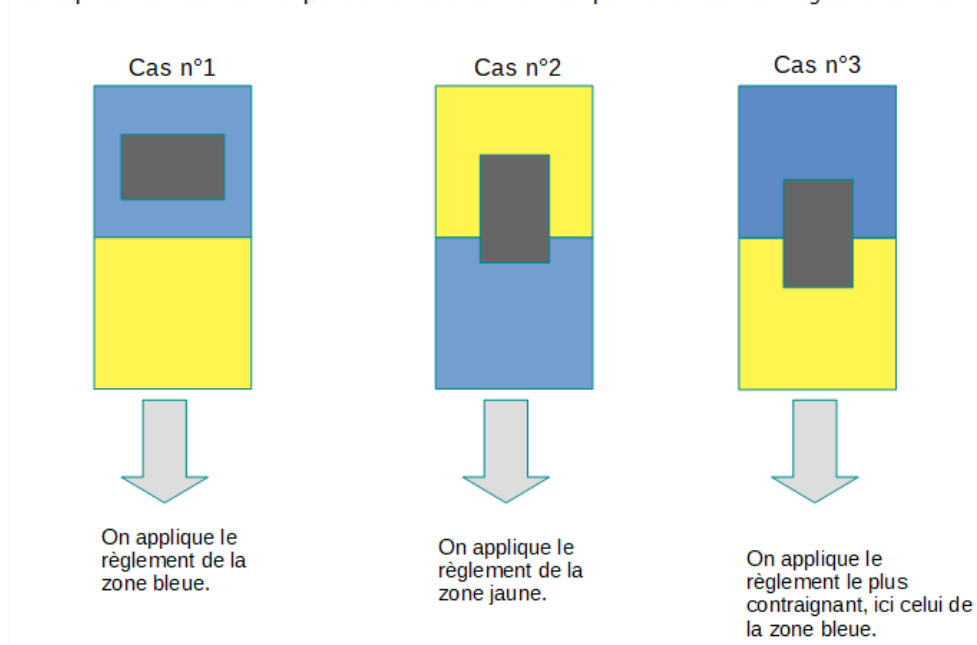 Cas n°1
Cas n°2
Cas n°3
On applique le
règlement de la
zone bleue.
On applique le
règlement de la
zone jaune.
On applique le
règlement le plus
contraignant, ici celui de
la zone bleue.